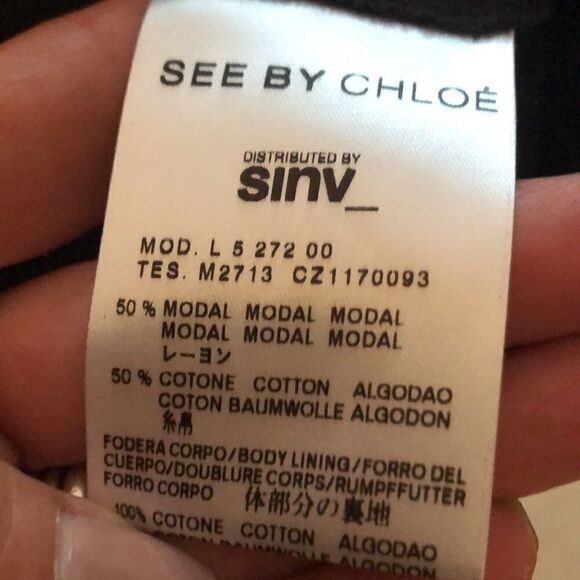 SEE BY CHLOÉ
DISTRIBUTED BY
sinv_
MOD. L 5 272 00
TES. M2713 CZ1170093
50 % MODAL MODAL MODAL
MODAL MODAL MODAL
レーヨン
50 % COTONE COTTON ALGODAO
COTON BAUMWOLLE ALGODON
綿
FODERA CORPO/BODY LINING/FORRO DEL
CUERPO/DOUBLURE CORPS/RUMPFFUTTER
FORRO CORPO 体部分の裏地
100% COTONE COTTON ALGODAO